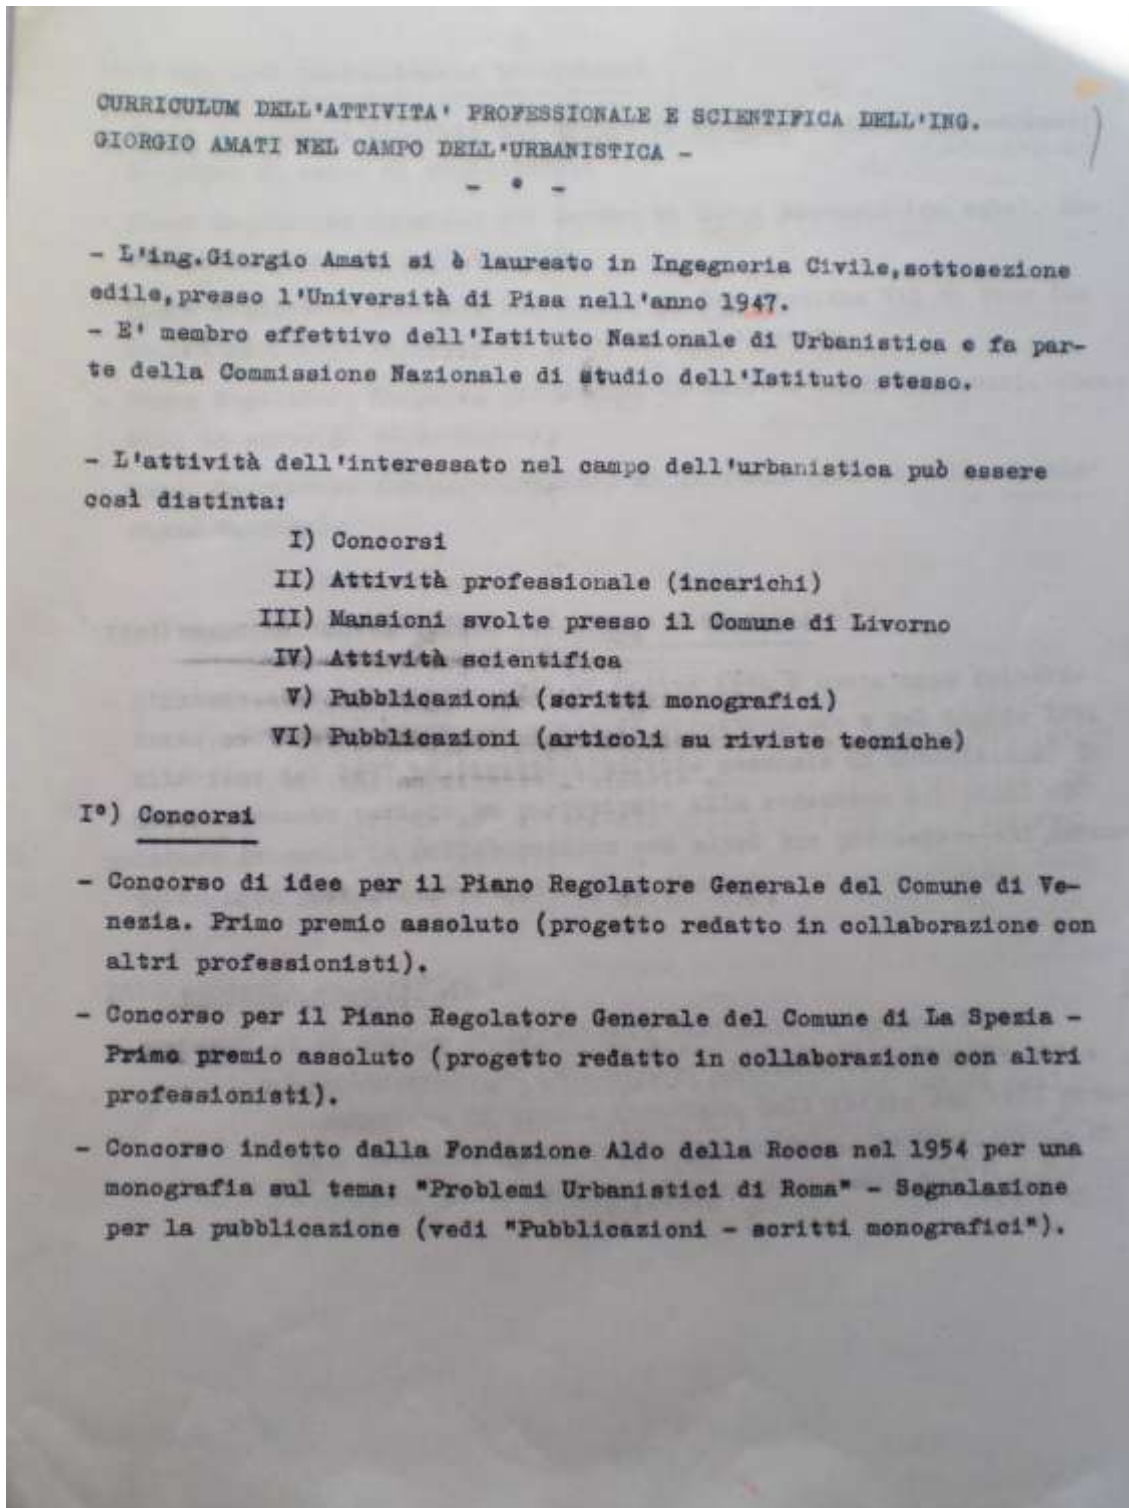 CURRICULUM DELL'ATTIVITA' PROFESSIONALE E SCIENTIFICA DELL'ING.
GIORGIO AMATI NEL CAMPO DELL'URBANISTICA -
- ° -
- L'ing.Giorgio Amati si è laureato in Ingegneria Civile,sottosezione
edile,presso l'Università di Pisa nell'anno 1947.
- E' membro effettivo dell'Istituto Nazionale di Urbanistica e fa par-
te della Commissione Nazionale di studio dell'Istituto stesso.
- L'attività dell'interessato nel campo dell'urbanistica può essere
così distinta:
I) Concorsi
II) Attività professionale (incarichi)
III) Mansioni svolte presso il Comune di Livorno
IV) Attività scientifica
V) Pubblicazioni (scritti monografici)
VI) Pubblicazioni (articoli su riviste tecniche)
I°) Concorsi
- Concorso di idee per il Piano Regolatore Generale del Comune di Ve-
nezia. Primo premio assoluto (progetto redatto in collaborazione con
altri professionisti).
- Concorso per il Piano Regolatore Generale del Comune di La Spezia -
Primo premio assoluto (progetto redatto in collaborazione con altri
professionisti).
- Concorso indetto dalla Fondazione Aldo della Rocca nel 1954 per una
monografia sul tema: "Problemi Urbanistici di Roma" - Segnalazione
per la pubblicazione (vedi "Pubblicazioni - scritti monografici").